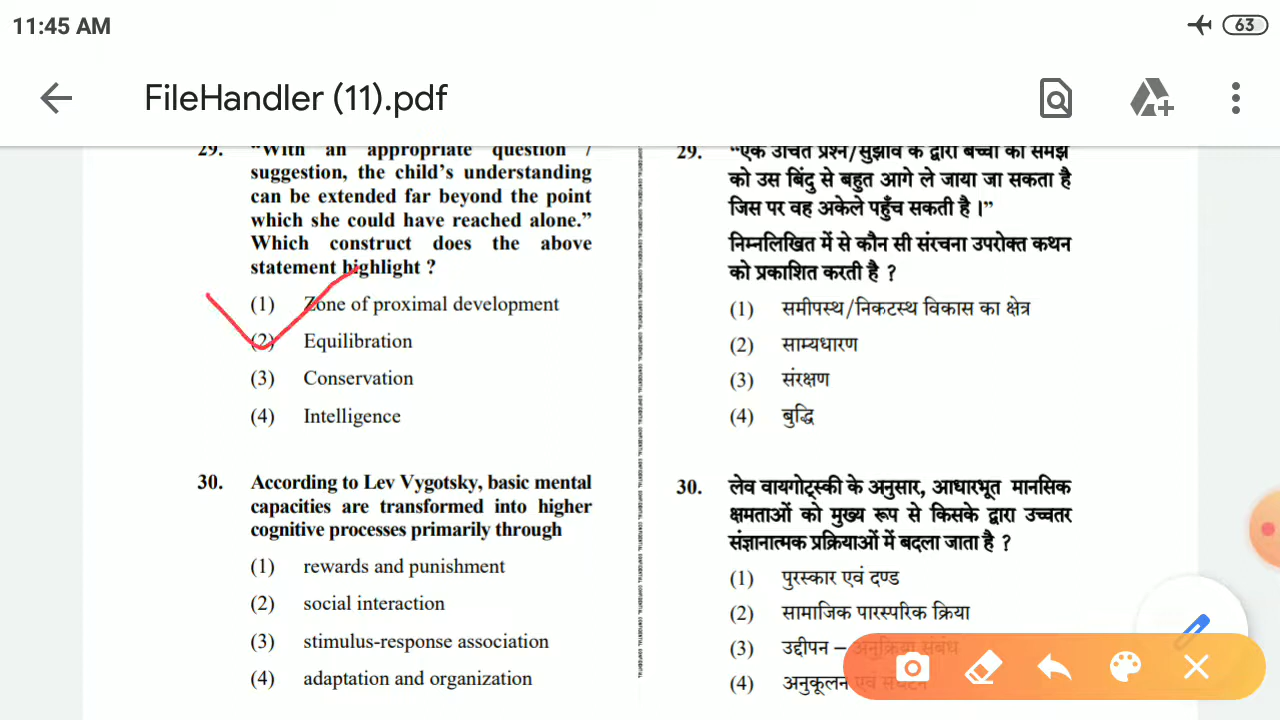 11:45 AM
63
FileHandler (11).pdf
29. "With an appropriate question /
suggestion, the child's understanding
can be extended far beyond the point
which she could have reached alone."
Which construct does the above
statement highlight ?
(1) Zone of proximal development
(2) Equilibration
(3) Conservation
(4) Intelligence
30. According to Lev Vygotsky, basic mental
capacities are transformed into higher
cognitive processes primarily through
(1) rewards and punishment
(2) social interaction
(3) stimulus-response association
(4) adaptation and organization
29. "एक उचित प्रश्न/सुझाव के द्वारा बच्चों की समझ
को उस बिंदु से बहुत आगे ले जाया जा सकता है
जिस पर वह अकेले पहुँच सकती है ।"
निम्नलिखित में से कौन सी संरचना उपरोक्त कथन
को प्रकाशित करती है ?
(1) समीपस्थ/निकटस्थ विकास का क्षेत्र
(2) साम्यधारण
(3) संरक्षण
(4) बुद्धि
30. लेव वायगोट्स्की के अनुसार, आधारभूत मानसिक
क्षमताओं को मुख्य रूप से किसके द्वारा उच्चतर
संज्ञानात्मक प्रक्रियाओं में बदला जाता है ?
(1) पुरस्कार एवं दण्ड
(2) सामाजिक पारस्परिक क्रिया
(3) उद्दीपन – अनुक्रिया संबंध
(4) अनुकूलन एवं संघटन